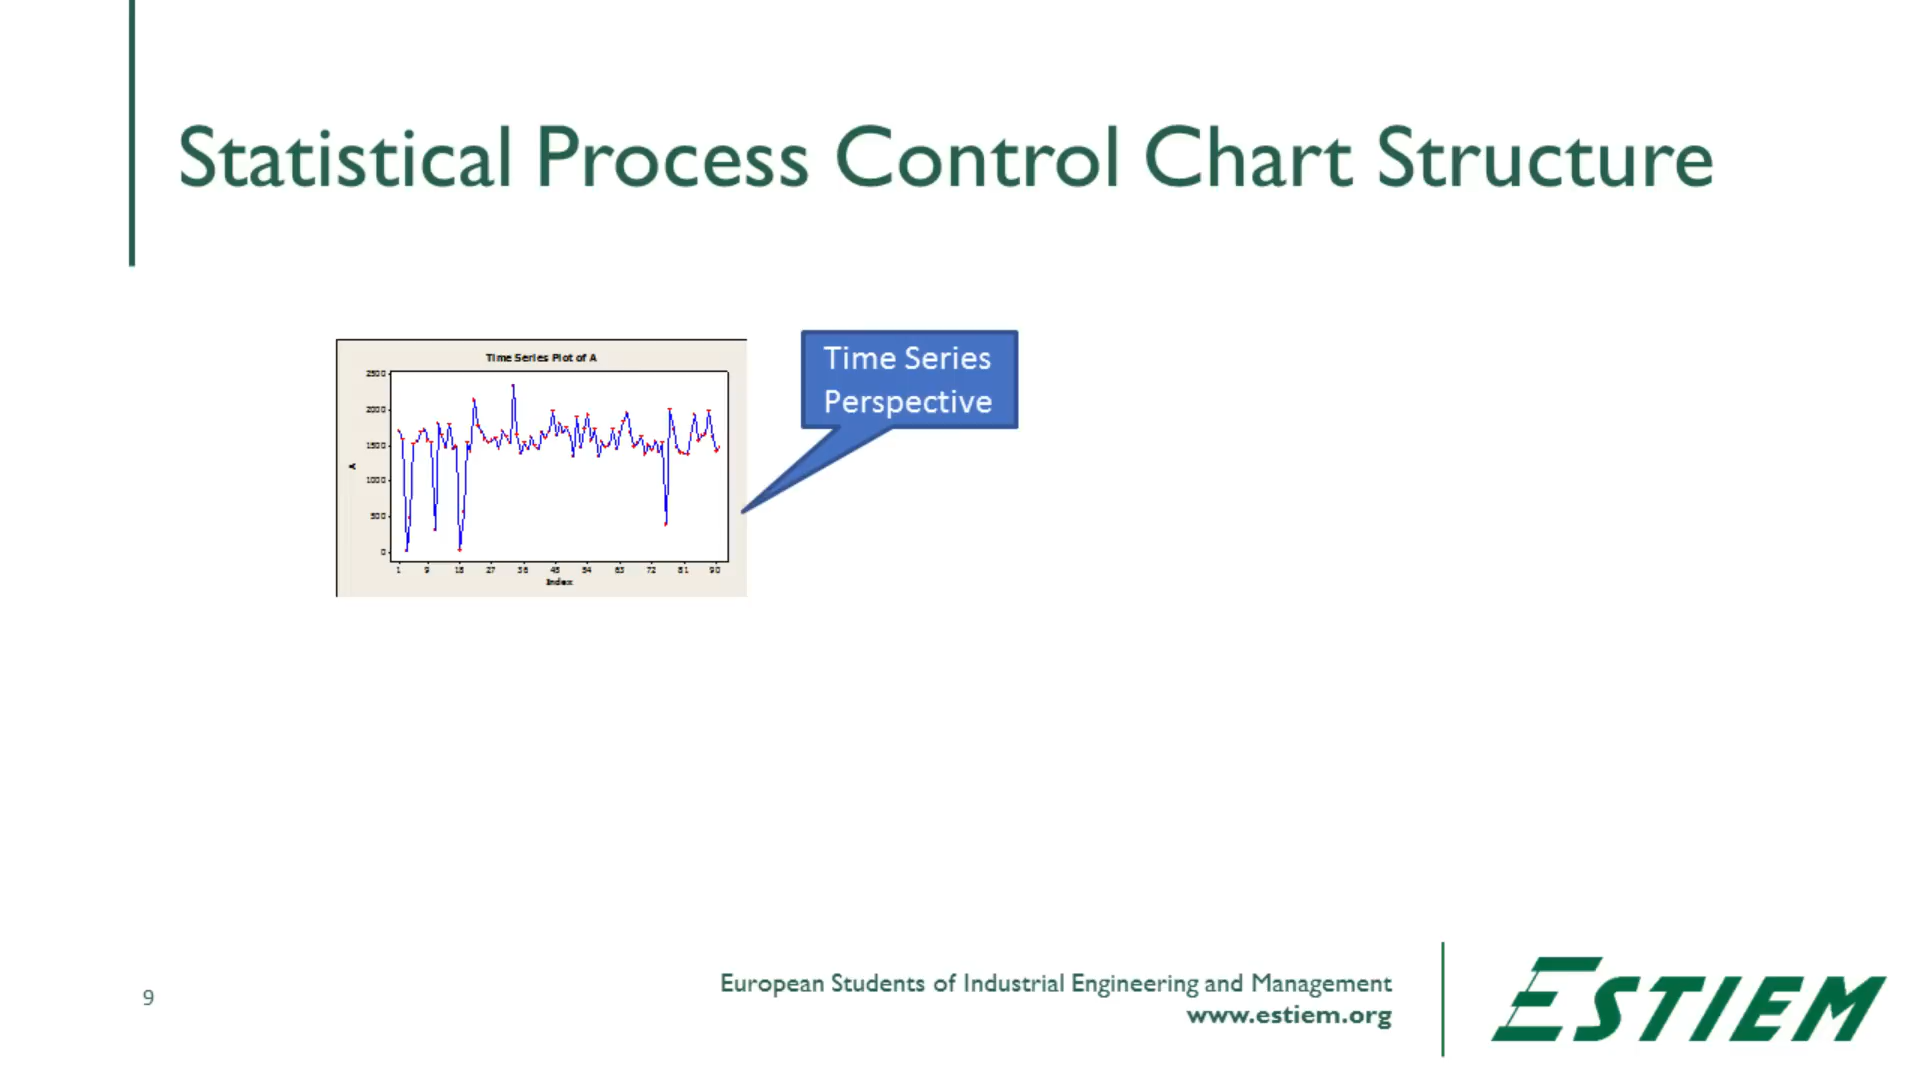 Statistical Process Control Chart Structure
Time Series Plot of A
2500
2000
1500
1000
500
0
A
1 9 18 27 36 45 54 63 72 81 90
Index
Time Series
Perspective
9
European Students of Industrial Engineering and Management
www.estiem.org
ESTIEM